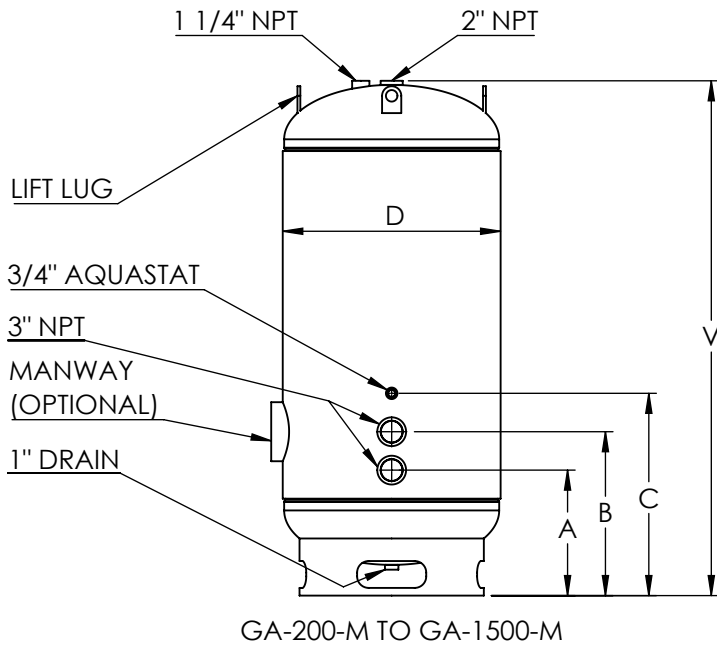 1 1/4" NPT
2" NPT
LIFT LUG
D
3/4" AQUASTAT
3" NPT
V
MANWAY
(OPTIONAL)
1" DRAIN
C
B
A
GA-200-M TO GA-1500-M